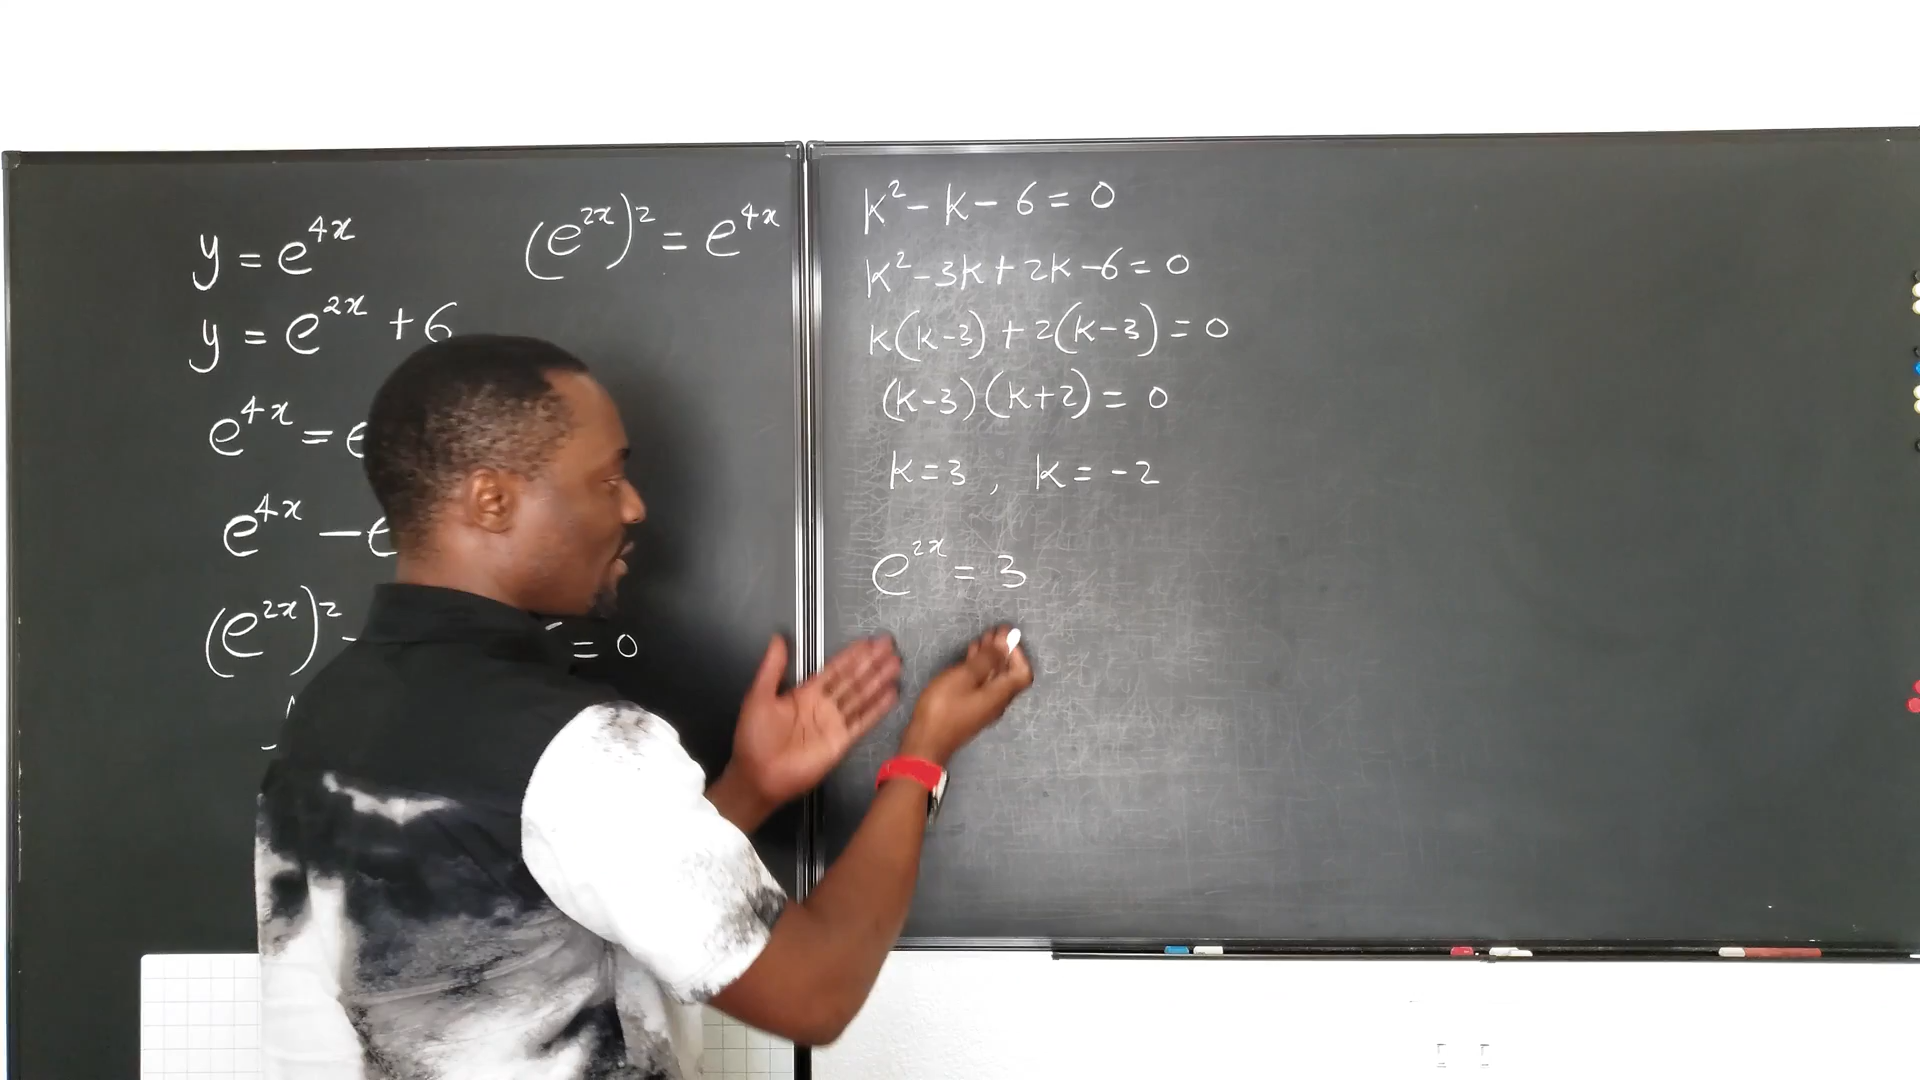 y = e^{4x}
(e^{2x})^2 = e^{4x}
y = e^{2x} + 6
e^{4x} = e
e^{4x} - e
(e^{2x})^2 -
= 0
k^2 - k - 6 = 0
k^2 - 3k + 2k - 6 = 0
k(k-3) + 2(k-3) = 0
(k-3)(k+2) = 0
k = 3 , k = -2
e^{2x} = 3